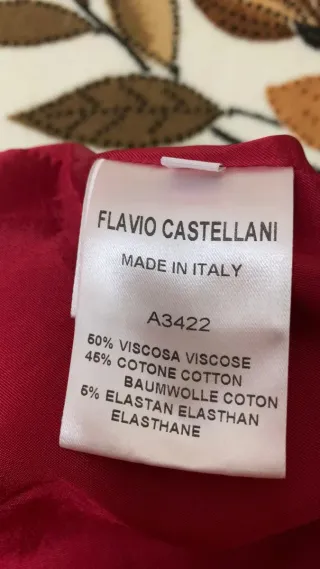 FLAVIO CASTELLANI
MADE IN ITALY
A3422
50% VISCOSA VISCOSE
45% COTONE COTTON
BAUMWOLLE COTON
5% ELASTAN ELASTHAN
ELASTHANE